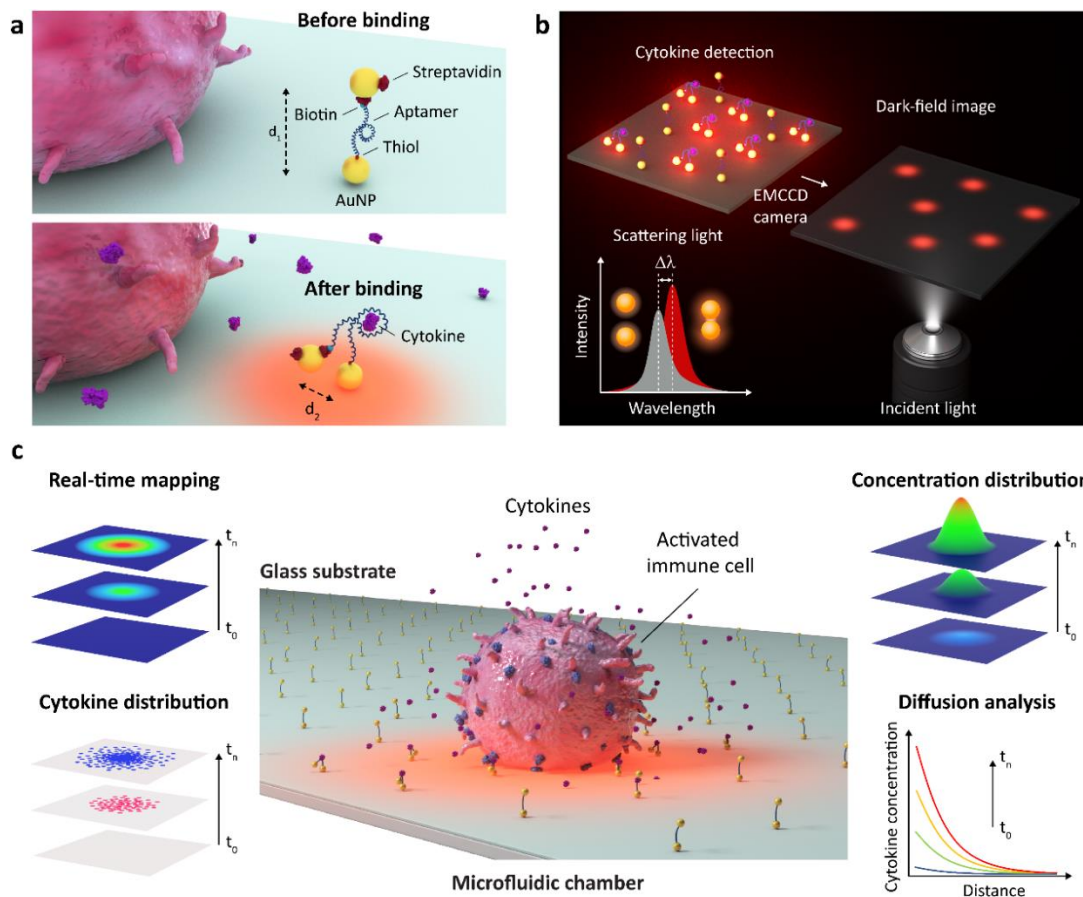 a
Before binding
Streptavidin
Biotin
Aptamer
d₁
Thiol
AuNP
After binding
Cytokine
d₂
b
Cytokine detection
Dark-field image
EMCCD
camera
Scattering light
Δλ
Intensity
Wavelength
Incident light
c
Real-time mapping
tₙ
t₀
Cytokine distribution
tₙ
t₀
Cytokines
Activated
immune cell
Glass substrate
Microfluidic chamber
Concentration distribution
tₙ
t₀
Diffusion analysis
Cytokine concentration
tₙ
t₀
Distance